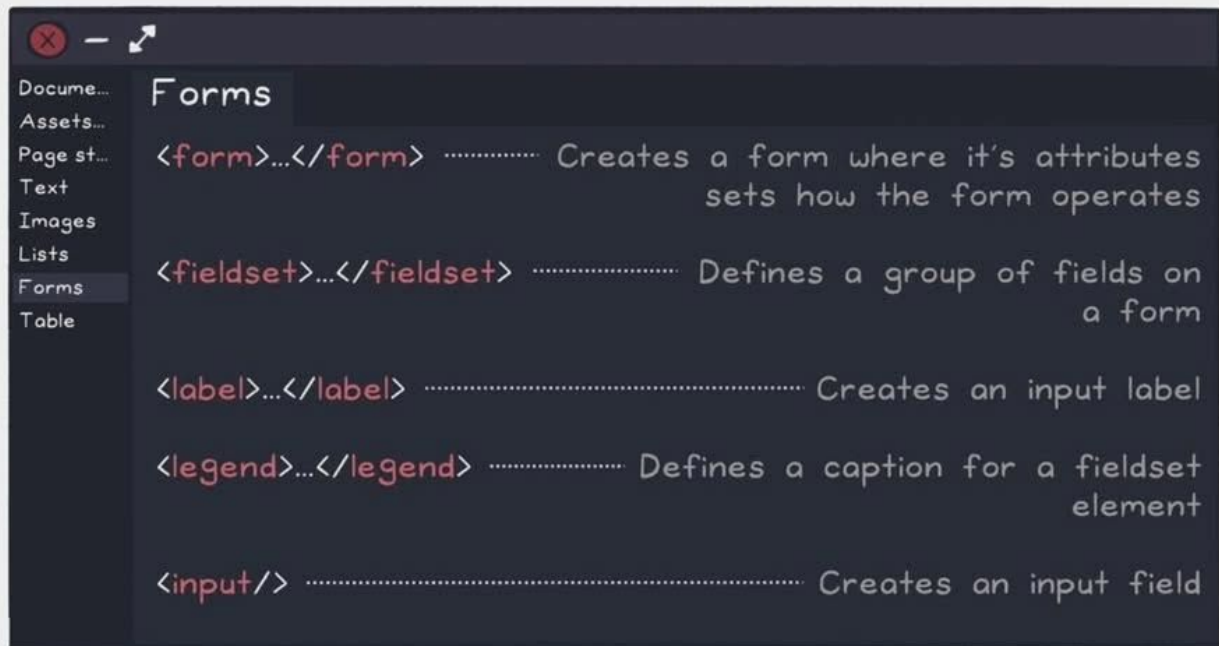 Docume...
Assets...
Page st...
Text
Images
Lists
Forms
Table
Forms
<form>...</form> ............. Creates a form where it's attributes
sets how the form operates
<fieldset>...</fieldset> .................... Defines a group of fields on
a form
<label>...</label> .................................................... Creates an input label
<legend>...</legend> ................... Defines a caption for a fieldset
element
<input/> .................................................................... Creates an input field